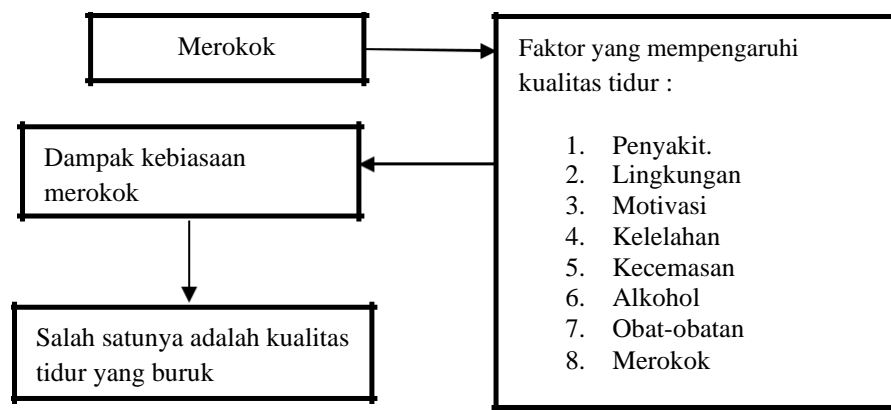 Merokok
Faktor yang mempengaruhi
kualitas tidur :
1. Penyakit.
2. Lingkungan
3. Motivasi
4. Kelelahan
5. Kecemasan
6. Alkohol
7. Obat-obatan
8. Merokok
Dampak kebiasaan
merokok
Salah satunya adalah kualitas
tidur yang buruk